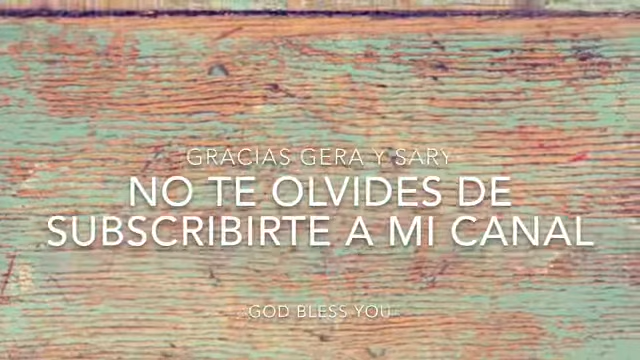 GRACIAS GERA Y SARY
NO TE OLVIDES DE
SUBSCRIBIRTE A MI CANAL
GOD BLESS YOU